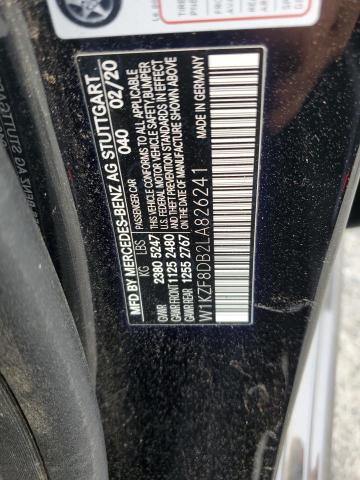 MFD BY MERCEDES-BENZ AG STUTTGART
040 02/20
KG LBS
GVWR 2380 5247
GAWR FRONT 1125 2480
GAWR REAR 1255 2767
PASSENGER CAR
THIS VEHICLE CONFORMS TO ALL APPLICABLE
U.S. FEDERAL MOTOR VEHICLE SAFETY, BUMPER
AND THEFT PREVENTION STANDARDS IN EFFECT
ON THE DATE OF MANUFACTURE SHOWN ABOVE
MADE IN GERMANY
W1KZF8DB2LA826241